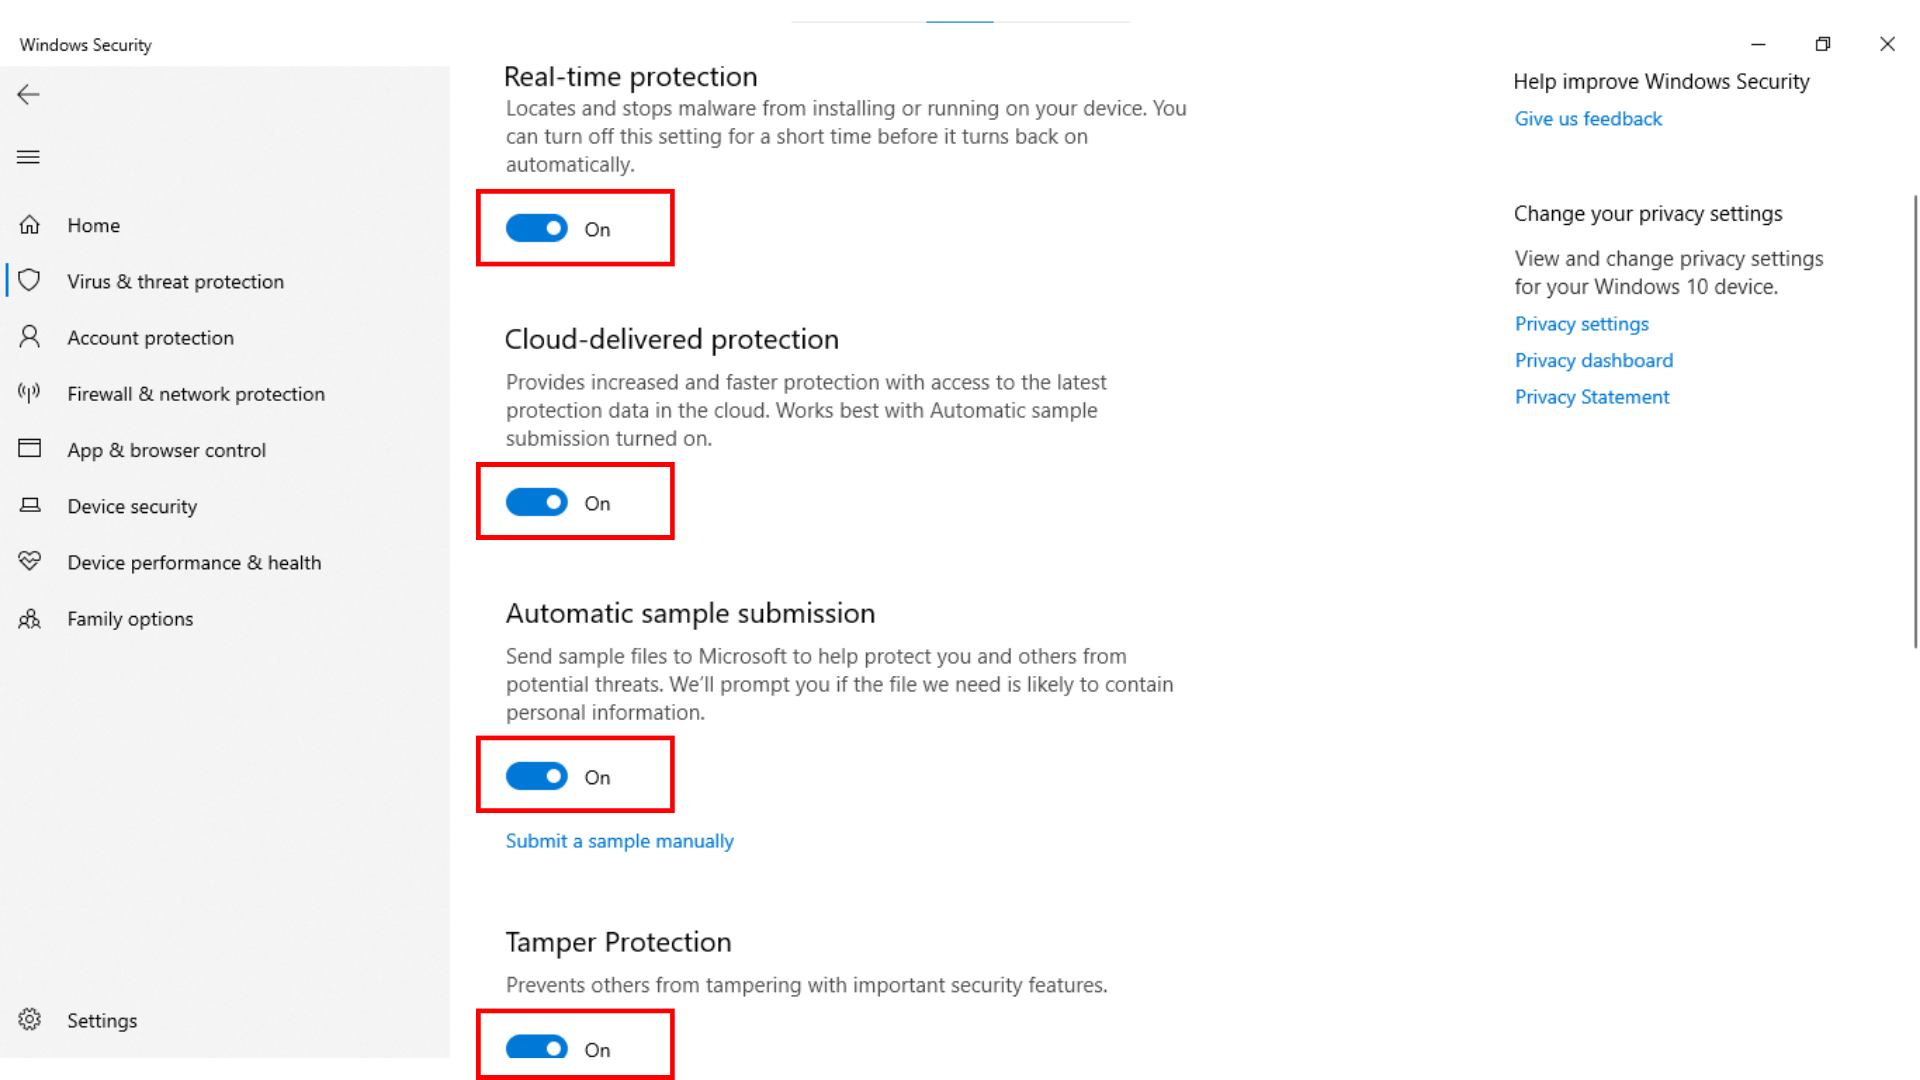 Windows Security
Home
Virus & threat protection
Account protection
Firewall & network protection
App & browser control
Device security
Device performance & health
Family options
Settings
Real-time protection
Locates and stops malware from installing or running on your device. You
can turn off this setting for a short time before it turns back on
automatically.
On
Cloud-delivered protection
Provides increased and faster protection with access to the latest
protection data in the cloud. Works best with Automatic sample
submission turned on.
On
Automatic sample submission
Send sample files to Microsoft to help protect you and others from
potential threats. We’ll prompt you if the file we need is likely to contain
personal information.
On
Submit a sample manually
Tamper Protection
Prevents others from tampering with important security features.
On
Help improve Windows Security
Give us feedback
Change your privacy settings
View and change privacy settings
for your Windows 10 device.
Privacy settings
Privacy dashboard
Privacy Statement